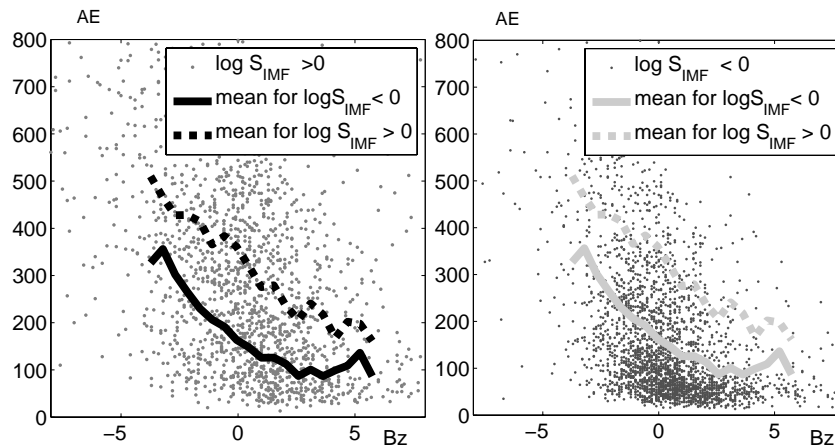 AE
800
700
600
500
400
300
200
100
0
−5
0
5
Bz
log S_IMF >0
mean for logS_IMF< 0
mean for log S_IMF > 0
AE
800
700
600
500
400
300
200
100
0
−5
0
5
Bz
log S_IMF < 0
mean for logS_IMF< 0
mean for log S_IMF > 0